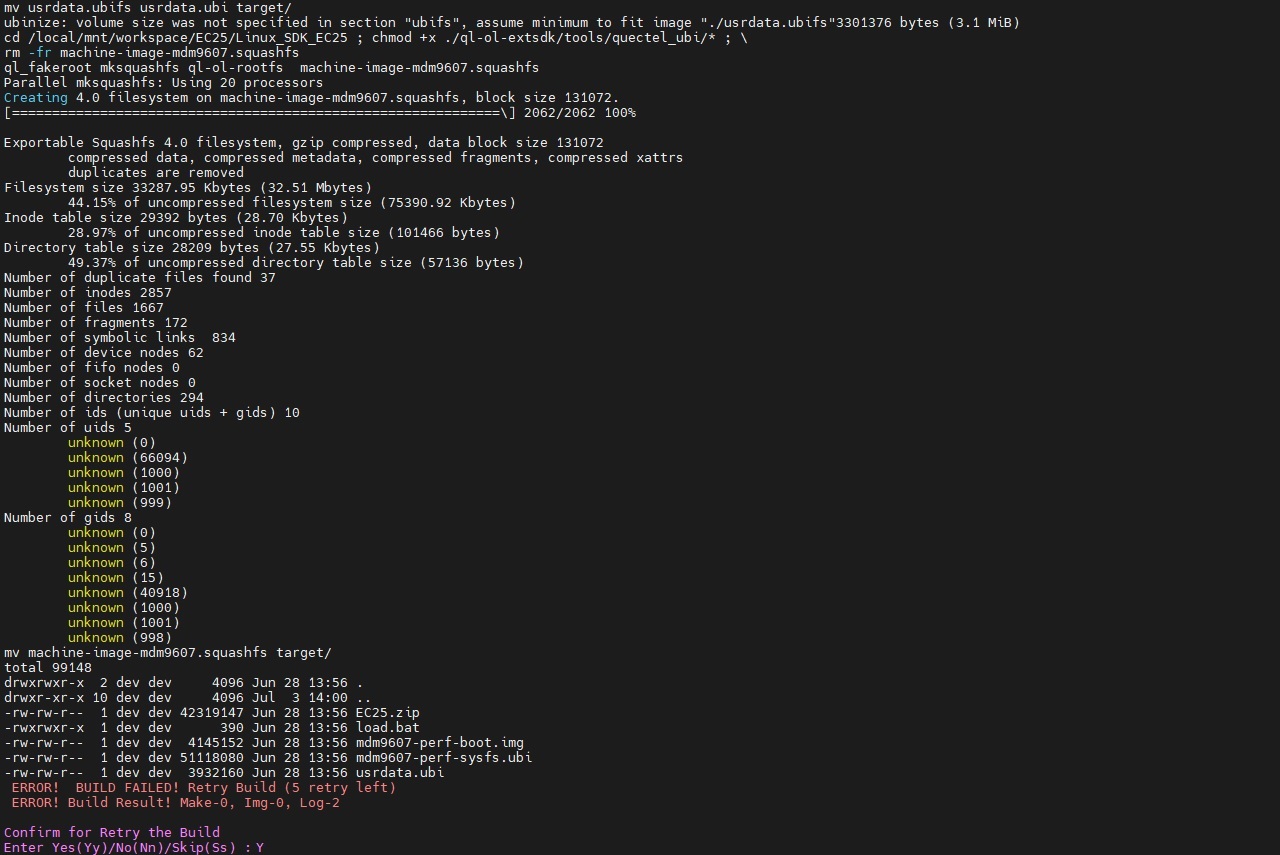 mv usrdata.ubifs usrdata.ubi target/
ubinize: volume size was not specified in section "ubifs", assume minimum to fit image "./usrdata.ubifs"3301376 bytes (3.1 MiB)
cd /local/mnt/workspace/EC25/Linux_SDK_EC25 ; chmod +x ./ql-ol-extsdk/tools/quectel_ubi/* ; \
rm -fr machine-image-mdm9607.squashfs
ql_fakeroot mksquashfs ql-ol-rootfs  machine-image-mdm9607.squashfs
Parallel mksquashfs: Using 20 processors
Creating 4.0 filesystem on machine-image-mdm9607.squashfs, block size 131072.
[=============================================================\] 2062/2062 100%

Exportable Squashfs 4.0 filesystem, gzip compressed, data block size 131072
        compressed data, compressed metadata, compressed fragments, compressed xattrs
        duplicates are removed
Filesystem size 33287.95 Kbytes (32.51 Mbytes)
        44.15% of uncompressed filesystem size (75390.92 Kbytes)
Inode table size 29392 bytes (28.70 Kbytes)
        28.97% of uncompressed inode table size (101466 bytes)
Directory table size 28209 bytes (27.55 Kbytes)
        49.37% of uncompressed directory table size (57136 bytes)
Number of duplicate files found 37
Number of inodes 2857
Number of files 1667
Number of fragments 172
Number of symbolic links  834
Number of device nodes 62
Number of fifo nodes 0
Number of socket nodes 0
Number of directories 294
Number of ids (unique uids + gids) 10
Number of uids 5
        unknown (0)
        unknown (66094)
        unknown (1000)
        unknown (1001)
        unknown (999)
Number of gids 8
        unknown (0)
        unknown (5)
        unknown (6)
        unknown (15)
        unknown (40918)
        unknown (1000)
        unknown (1001)
        unknown (998)
mv machine-image-mdm9607.squashfs target/
total 99148
drwxrwxr-x  2 dev dev     4096 Jun 28 13:56 .
drwxr-xr-x 10 dev dev     4096 Jul  3 14:00 ..
-rw-rw-r--  1 dev dev 42319147 Jun 28 13:56 EC25.zip
-rwxrwxr-x  1 dev dev      390 Jun 28 13:56 load.bat
-rw-rw-r--  1 dev dev  4145152 Jun 28 13:56 mdm9607-perf-boot.img
-rw-rw-r--  1 dev dev 51118080 Jun 28 13:56 mdm9607-perf-sysfs.ubi
-rw-rw-r--  1 dev dev  3932160 Jun 28 13:56 usrdata.ubi
 ERROR!  BUILD FAILED! Retry Build (5 retry left)
 ERROR! Build Result! Make-0, Img-0, Log-2

Confirm for Retry the Build
Enter Yes(Yy)/No(Nn)/Skip(Ss) : Y